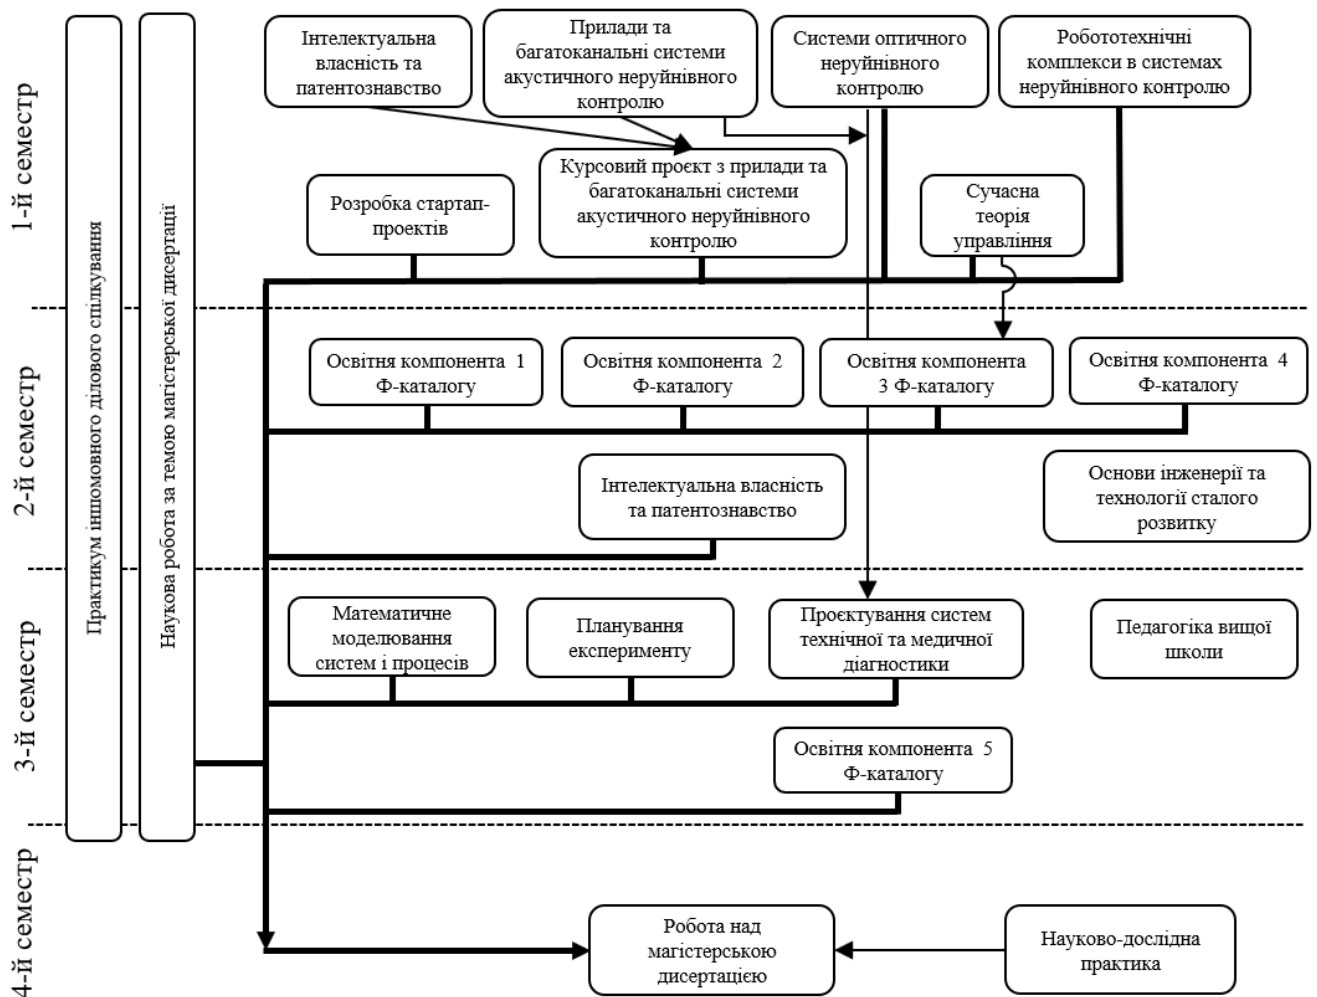 1-й семестр
Практикум іншомовного ділового спілкування
Наукова робота за темою магістерської дисертації
Інтелектуальна
власність та
патентознавство
Прилади та
багатоканальні системи
акустичного неруйнівного
контролю
Системи оптичного
неруйнівного
контролю
Робототехнічні
комплекси в системах
неруйнівного контролю
Розробка стартап-
проектів
Курсовий проєкт з прилади та
багатоканальні системи
акустичного неруйнівного
контролю
Сучасна
теорія
управління
2-й семестр
Освітня компонента 1
Ф-каталогу
Освітня компонента 2
Ф-каталогу
Освітня компонента
3 Ф-каталогу
Освітня компонента 4
Ф-каталогу
Інтелектуальна власність
та патентознавство
Основи інженерії та
технології сталого
розвитку
3-й семестр
Математичне
моделювання
систем і процесів
Планування
експерименту
Проєктування систем
технічної та медичної
діагностики
Педагогіка вищої
школи
Освітня компонента 5
Ф-каталогу
4-й семестр
Робота над
магістерською
дисертацією
Науково-дослідна
практика